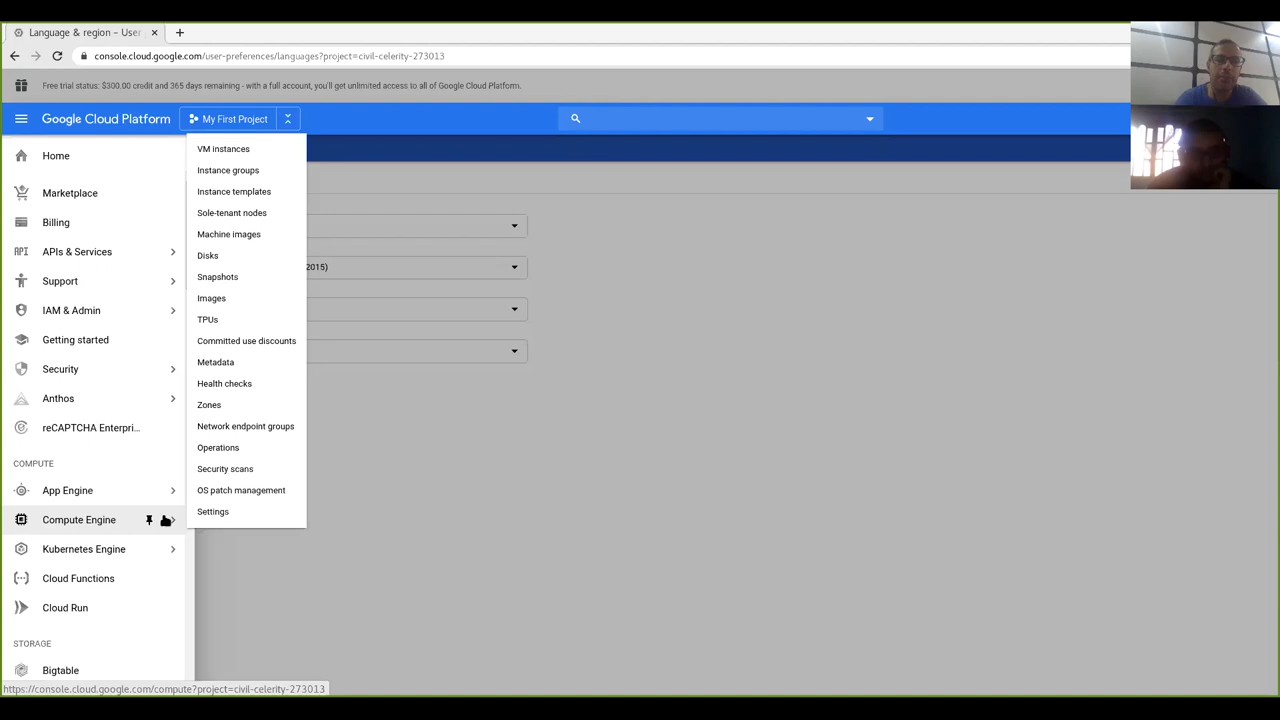 Language & region – User
console.cloud.google.com/user-preferences/languages?project=civil-celerity-273013
Free trial status: $300.00 credit and 365 days remaining - with a full account, you'll get unlimited access to all of Google Cloud Platform.
Google Cloud Platform
My First Project
Home
Marketplace
Billing
API APIs & Services
Support
IAM & Admin
Getting started
Security
Anthos
reCAPTCHA Enterpri...
COMPUTE
App Engine
Compute Engine
Kubernetes Engine
Cloud Functions
Cloud Run
STORAGE
Bigtable
VM instances
Instance groups
Instance templates
Sole-tenant nodes
Machine images
Disks
Snapshots
Images
TPUs
Committed use discounts
Metadata
Health checks
Zones
Network endpoint groups
Operations
Security scans
OS patch management
Settings
2015)
https://console.cloud.google.com/compute?project=civil-celerity-273013